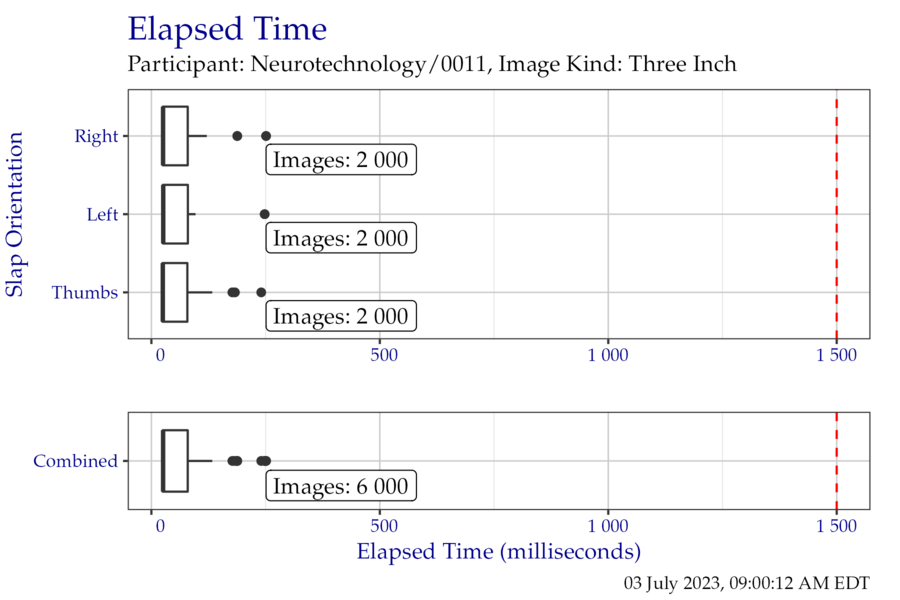 Elapsed Time
Participant: Neurotechnology/0011, Image Kind: Three Inch
Slap Orientation
Right
Images: 2 000
Left
Images: 2 000
Thumbs
Images: 2 000
0 500 1 000 1 500
Combined
Images: 6 000
0 500 1 000 1 500
Elapsed Time (milliseconds)
03 July 2023, 09:00:12 AM EDT